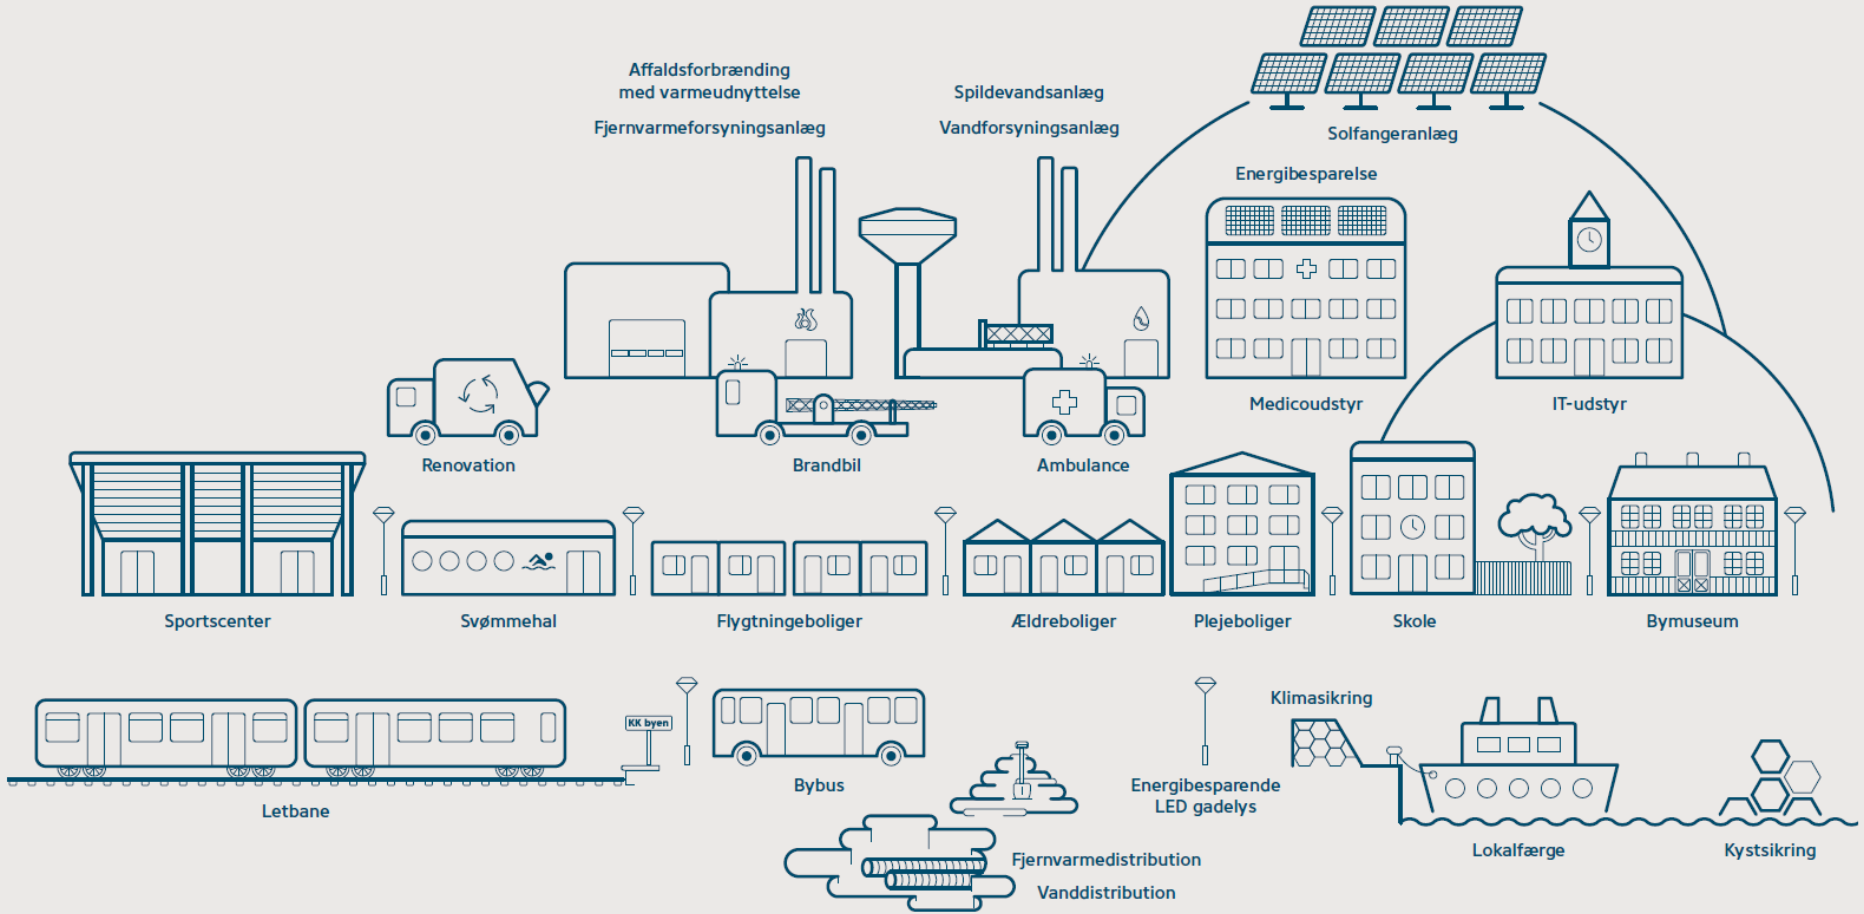 Affaldsforbrænding
med varmeudnyttelse
Fjernvarmeforsyningsanlæg
Spildevandsanlæg
Vandforsyningsanlæg
Solfangeranlæg
Energibesparelse
Medicoudstyr
IT-udstyr
Renovation
Brandbil
Ambulance
Sportscenter
Svømmehal
Flygtningeboliger
Ældreboliger
Plejeboliger
Skole
Bymuseum
KK byen
Letbane
Bybus
Energibesparende
LED gadelys
Klimasikring
Lokalfærge
Kystsikring
Fjernvarmedistribution
Vanddistribution